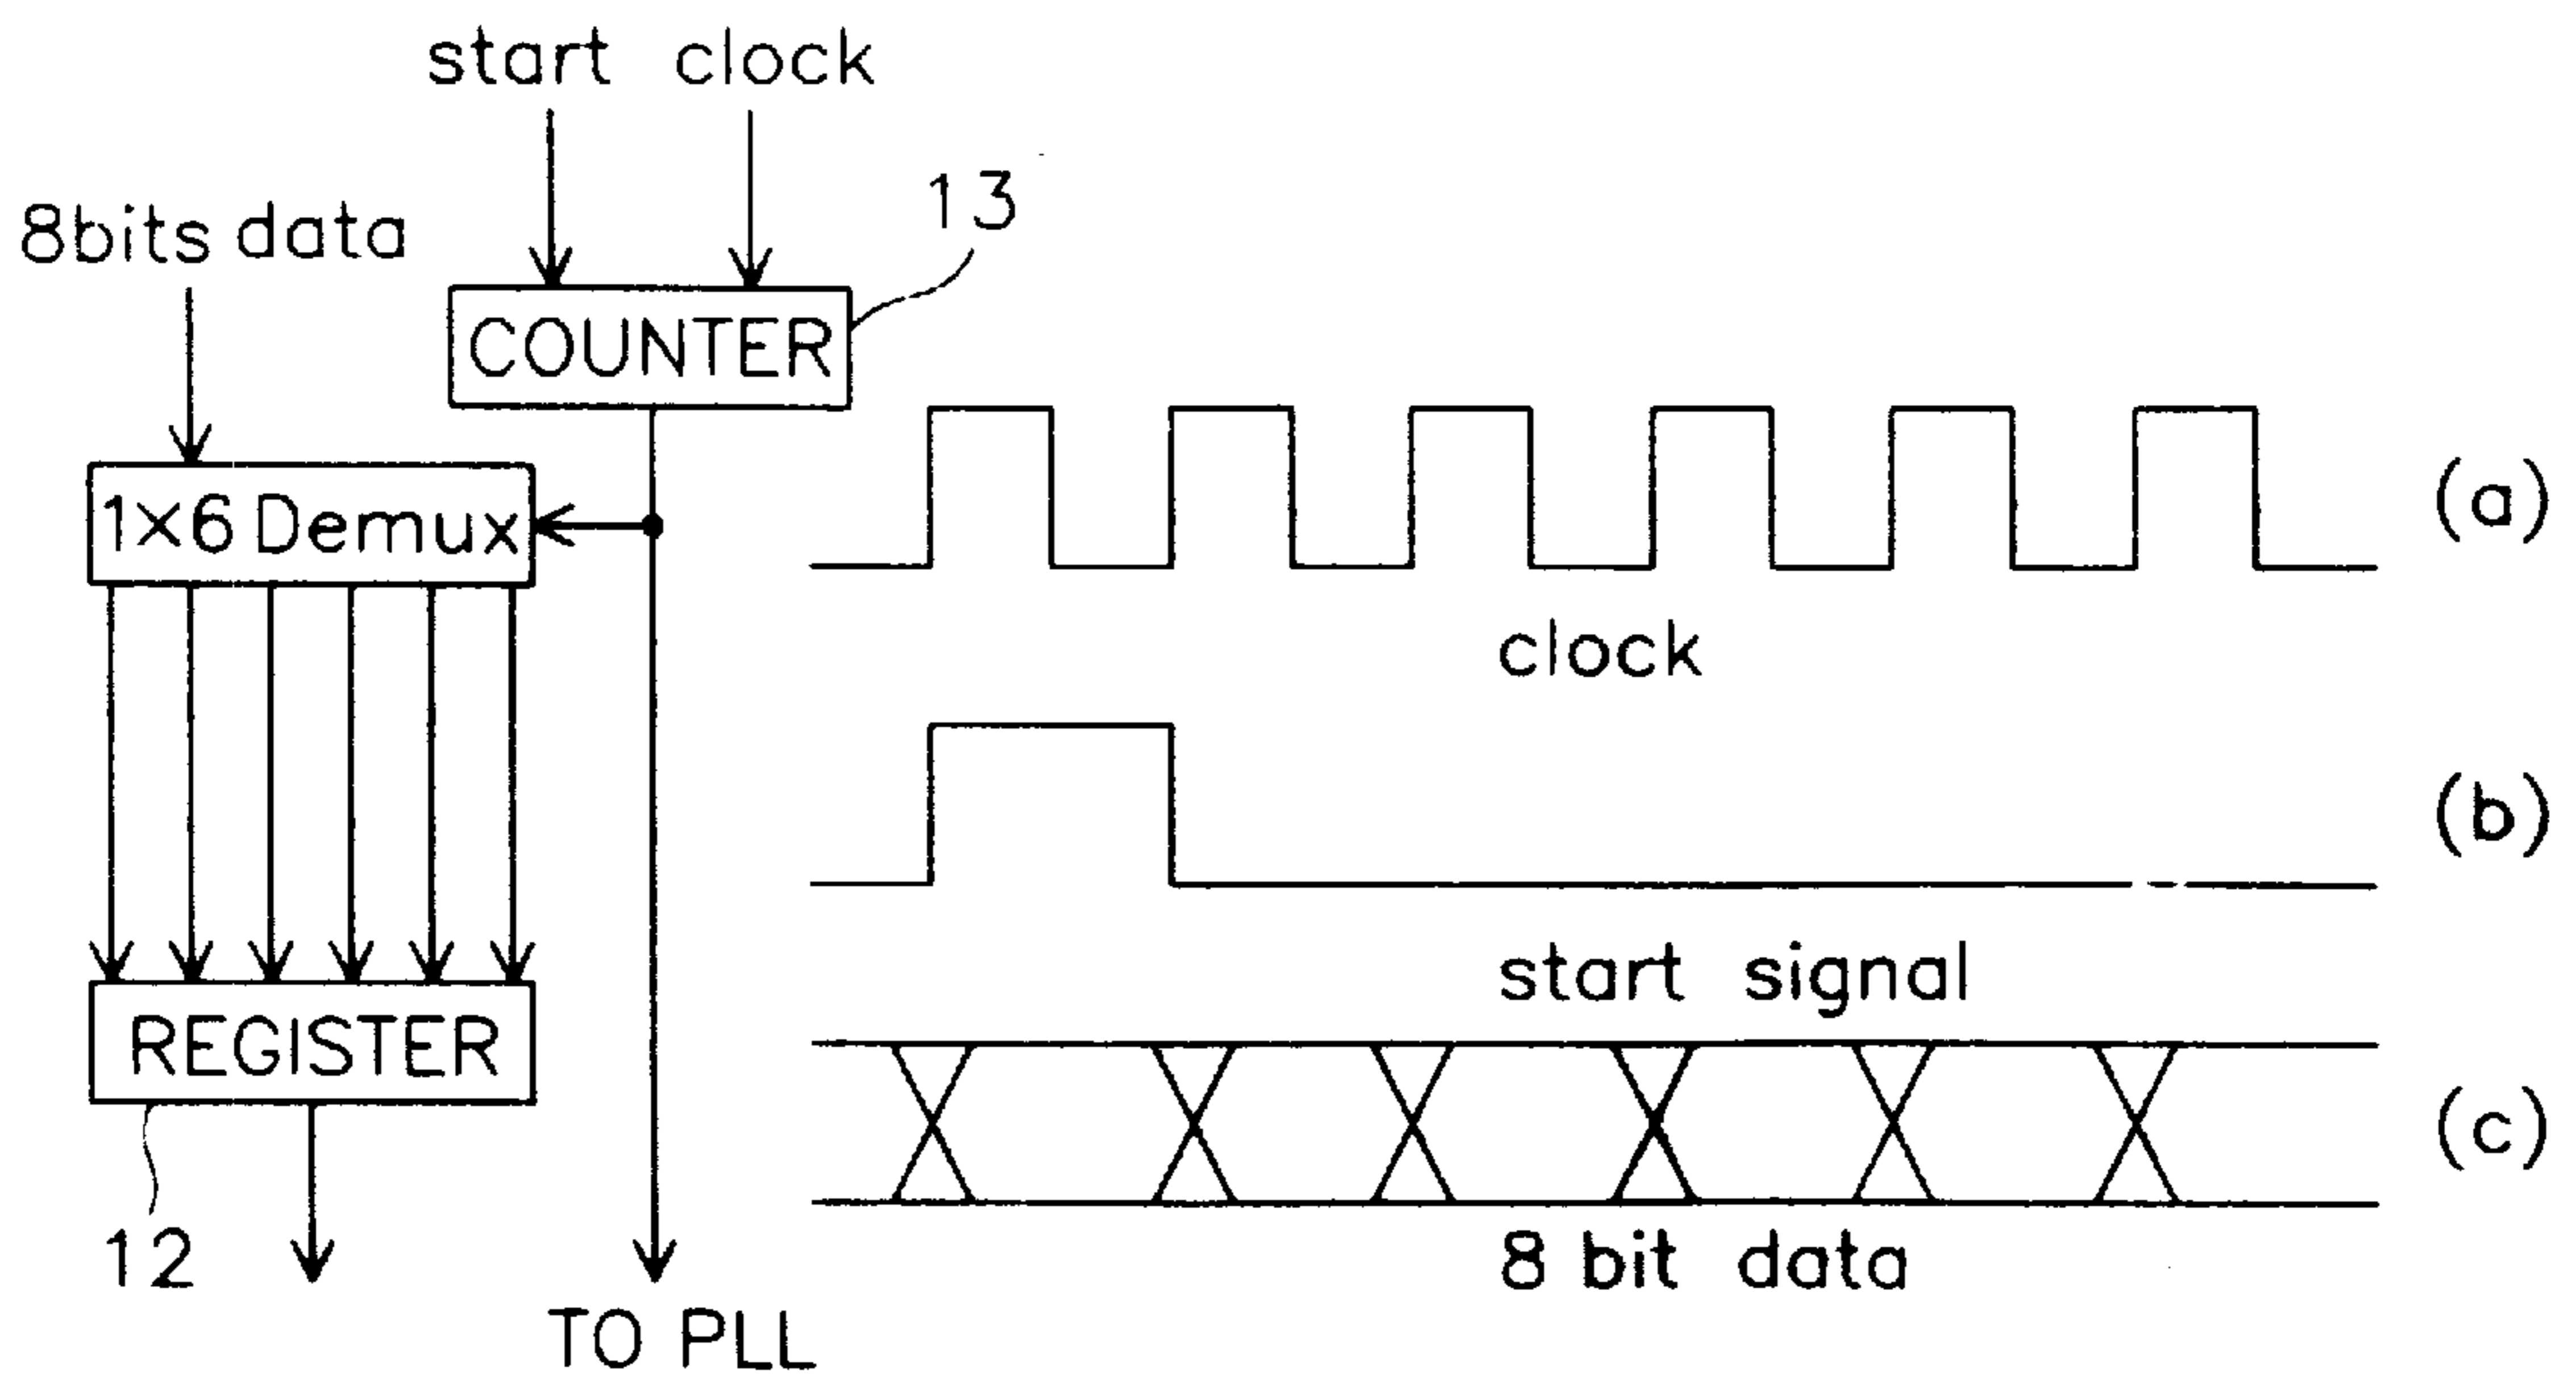 start clock
13
8bits data
COUNTER
1×6 Demux
(a)
clock
(b)
start signal
REGISTER
(c)
12
8 bit data
TO PLL